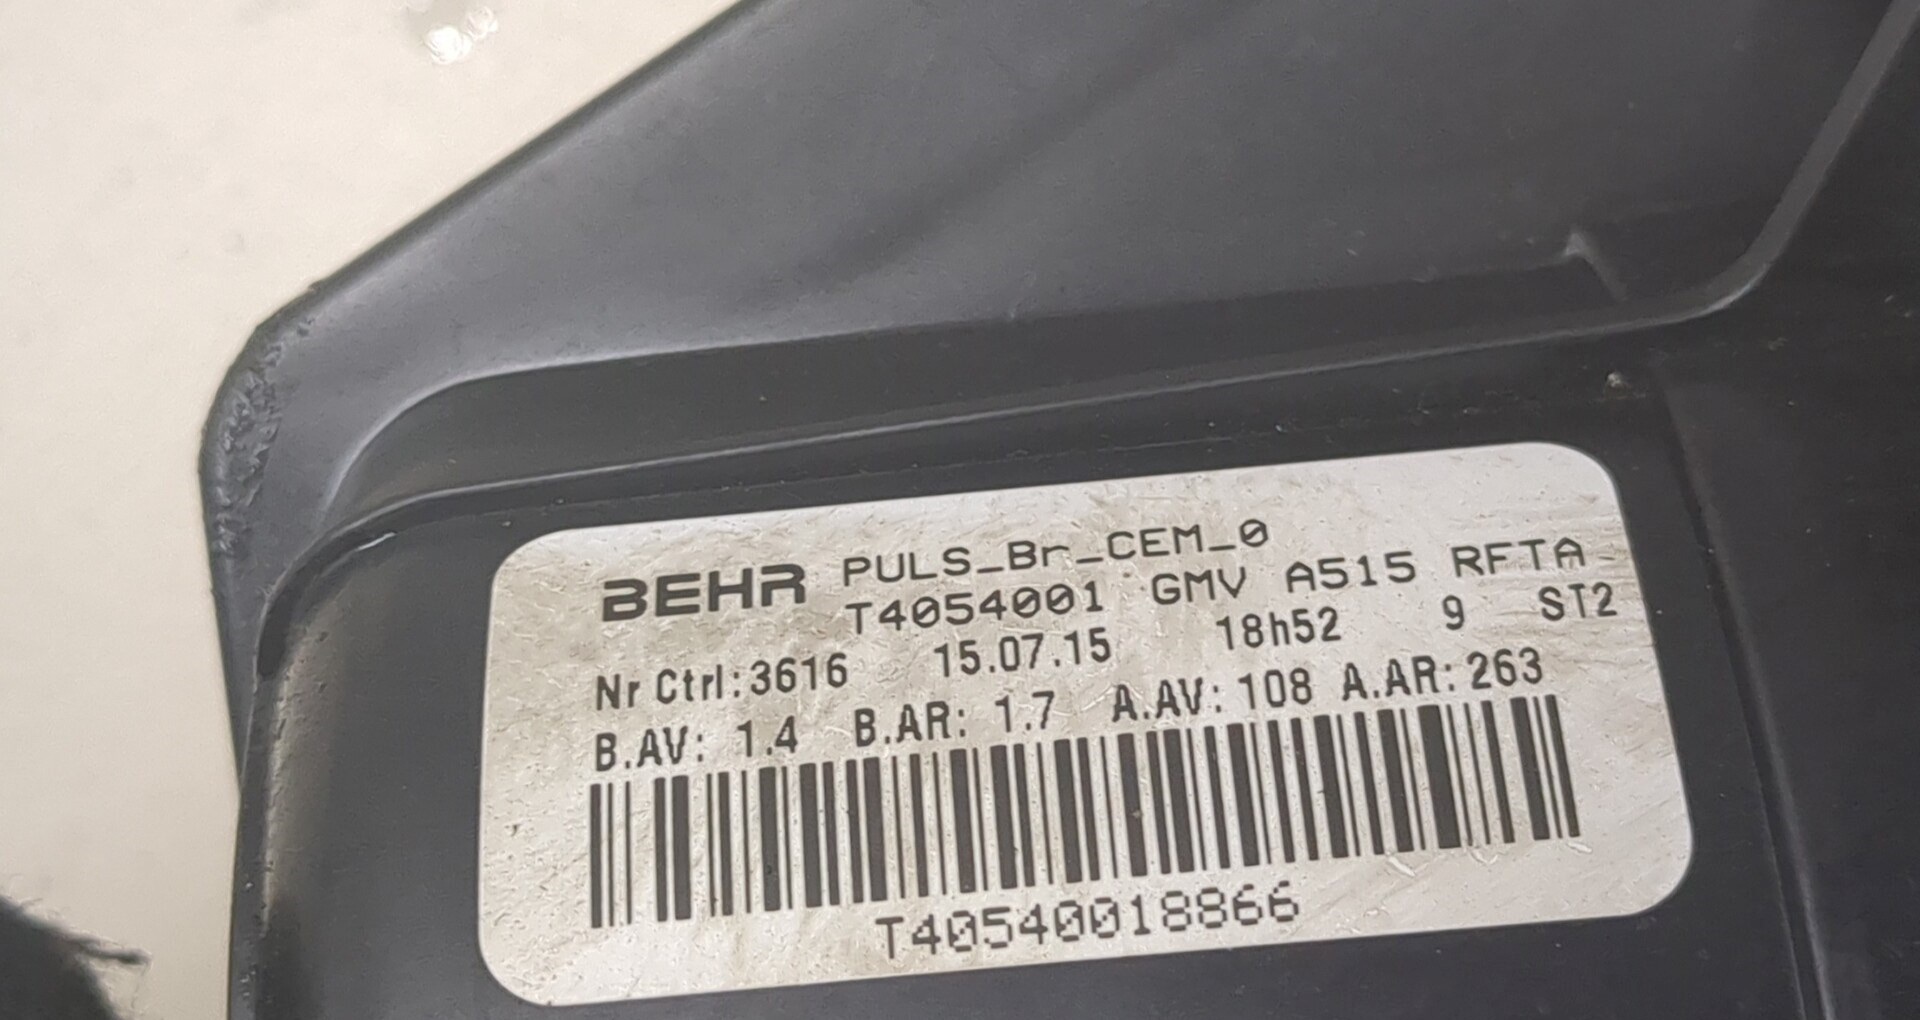 BEHR PULS_Br_CEM_0
T4054001 GMV A515 RFTA
Nr Ctrl:3616 15.07.15 18h52 9 ST2
B.AV: 1.4 B.AR: 1.7 A.AV: 108 A.AR: 263
T40540018866